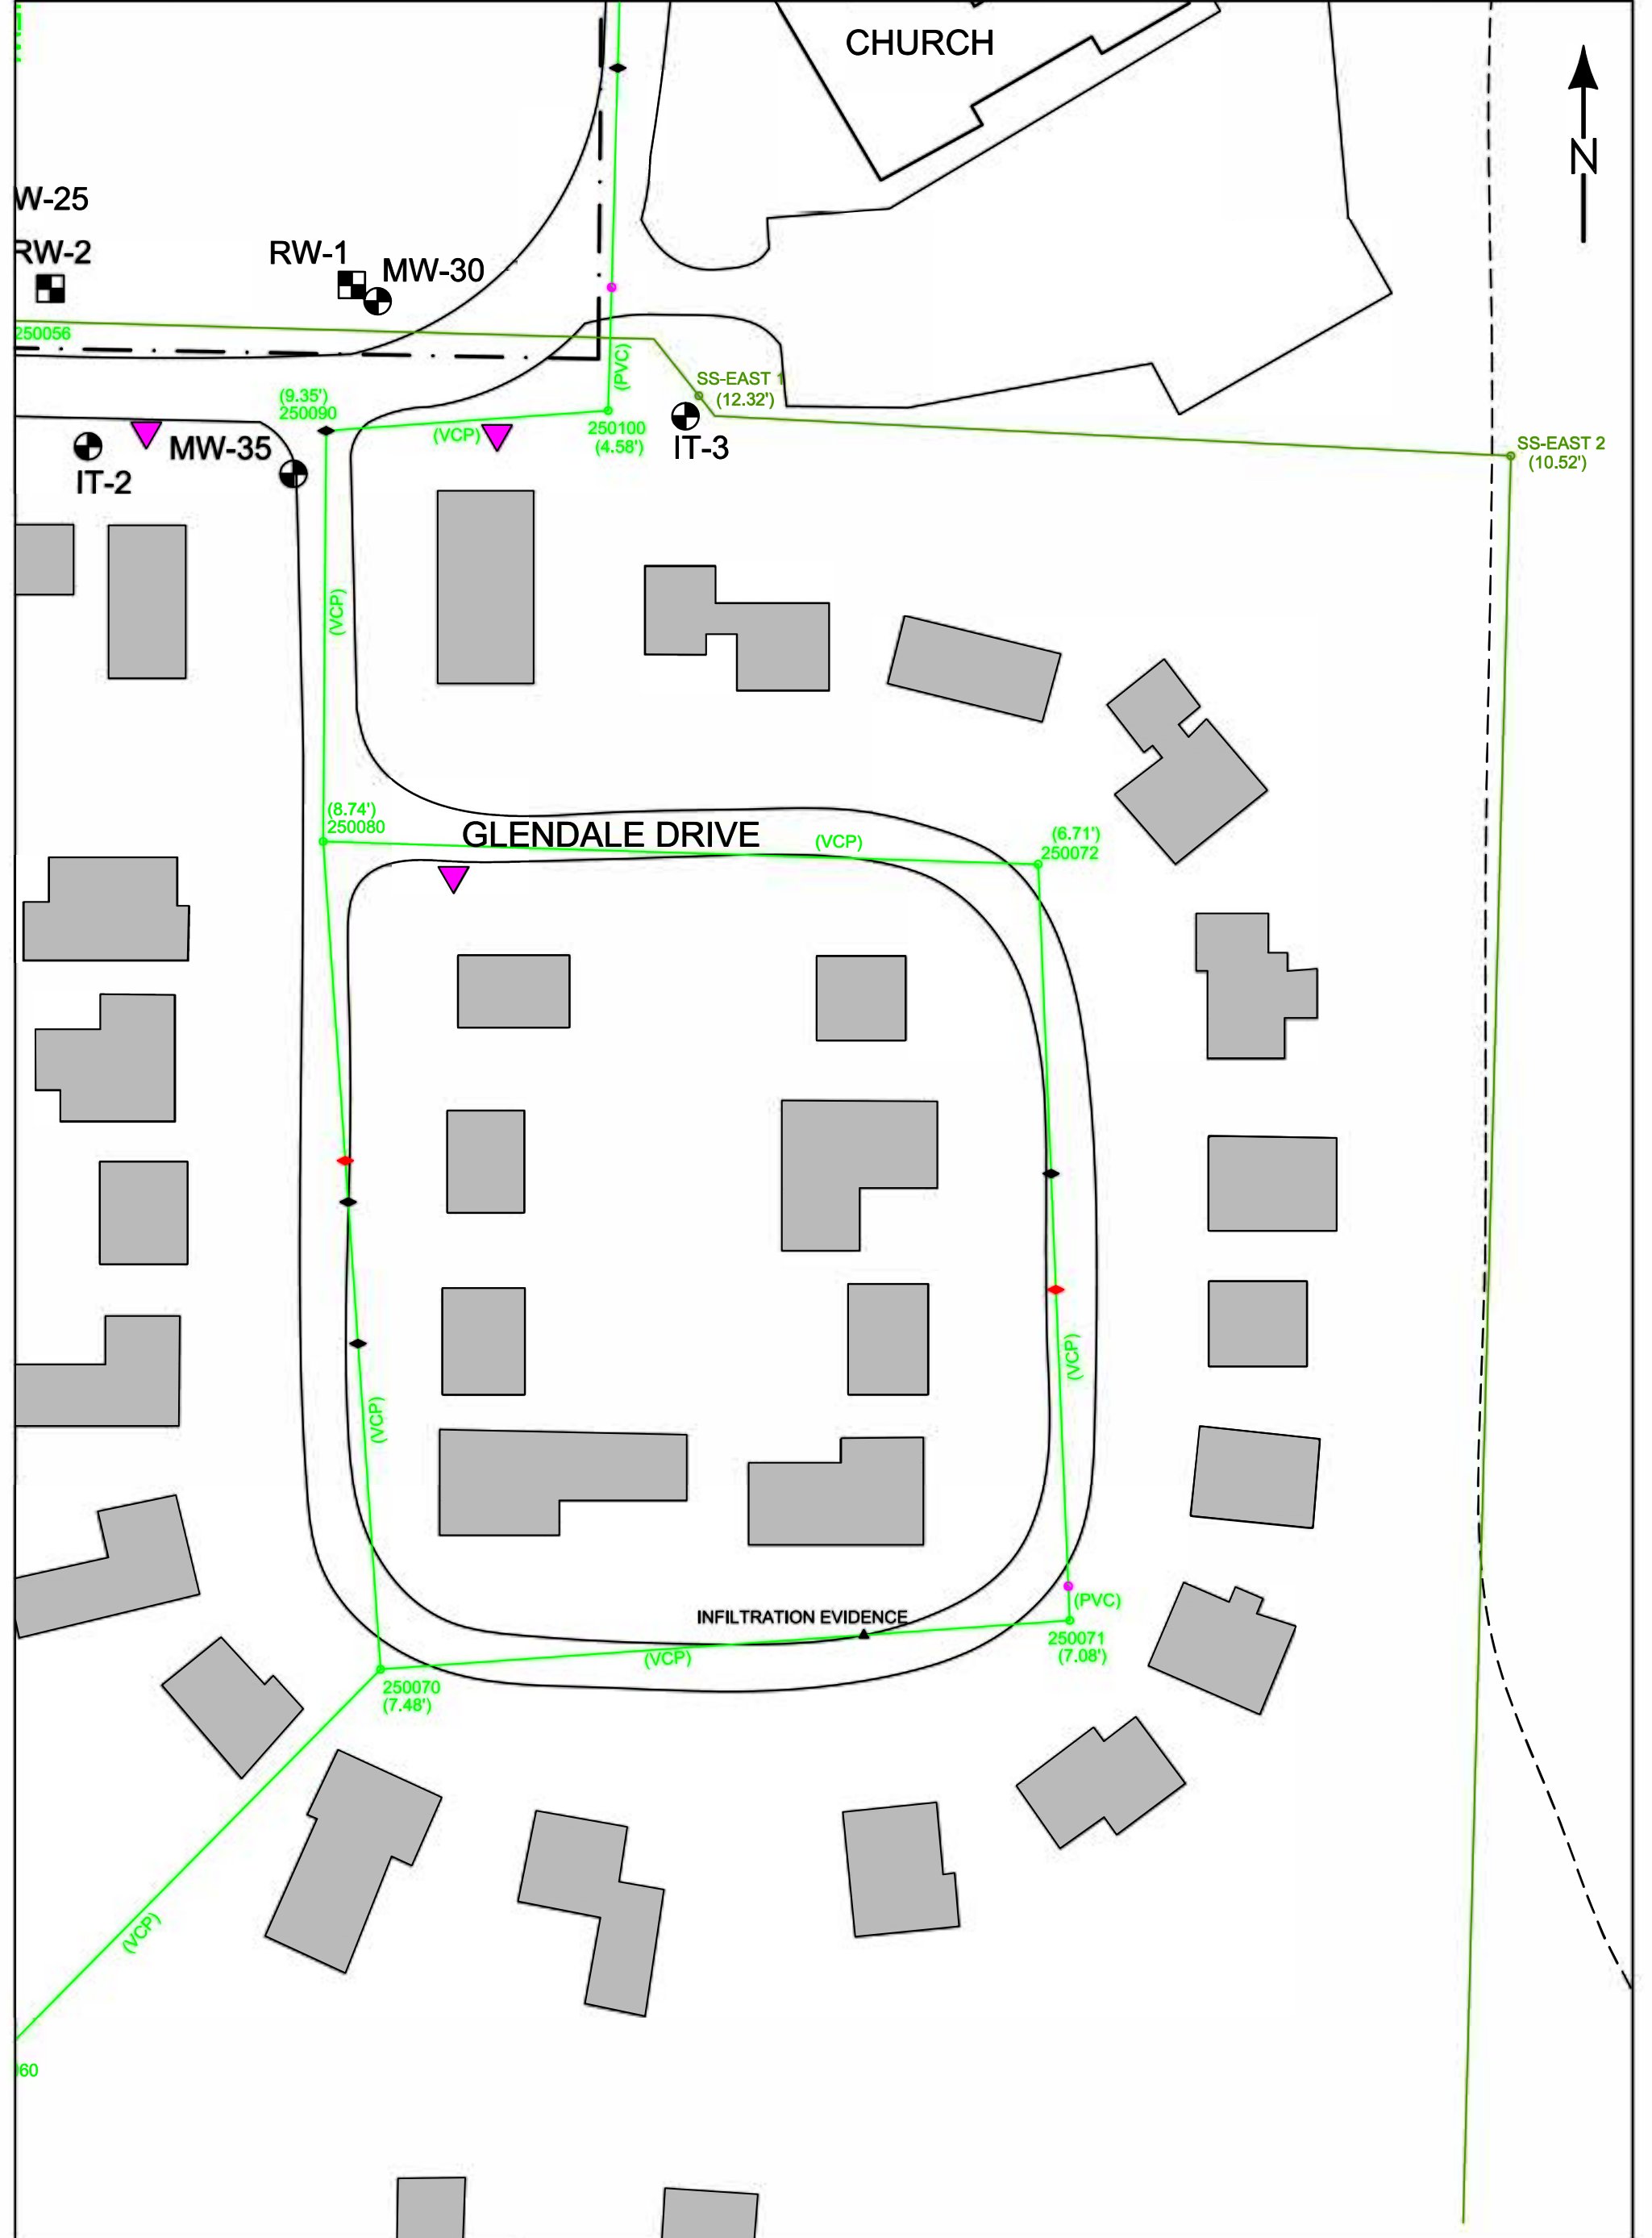 CHURCH
N
W-25
RW-2
RW-1
MW-30
250056
(PVC)
SS-EAST 1
(12.32')
(9.35')
250090
(VCP)
250100
(4.58')
IT-3
MW-35
IT-2
SS-EAST 2
(10.52')
(VCP)
(8.74')
250080
GLENDALE DRIVE
(VCP)
(6.71')
250072
(VCP)
(VCP)
INFILTRATION EVIDENCE
(PVC)
250071
(7.08')
(VCP)
250070
(7.48')
(VCP)
60